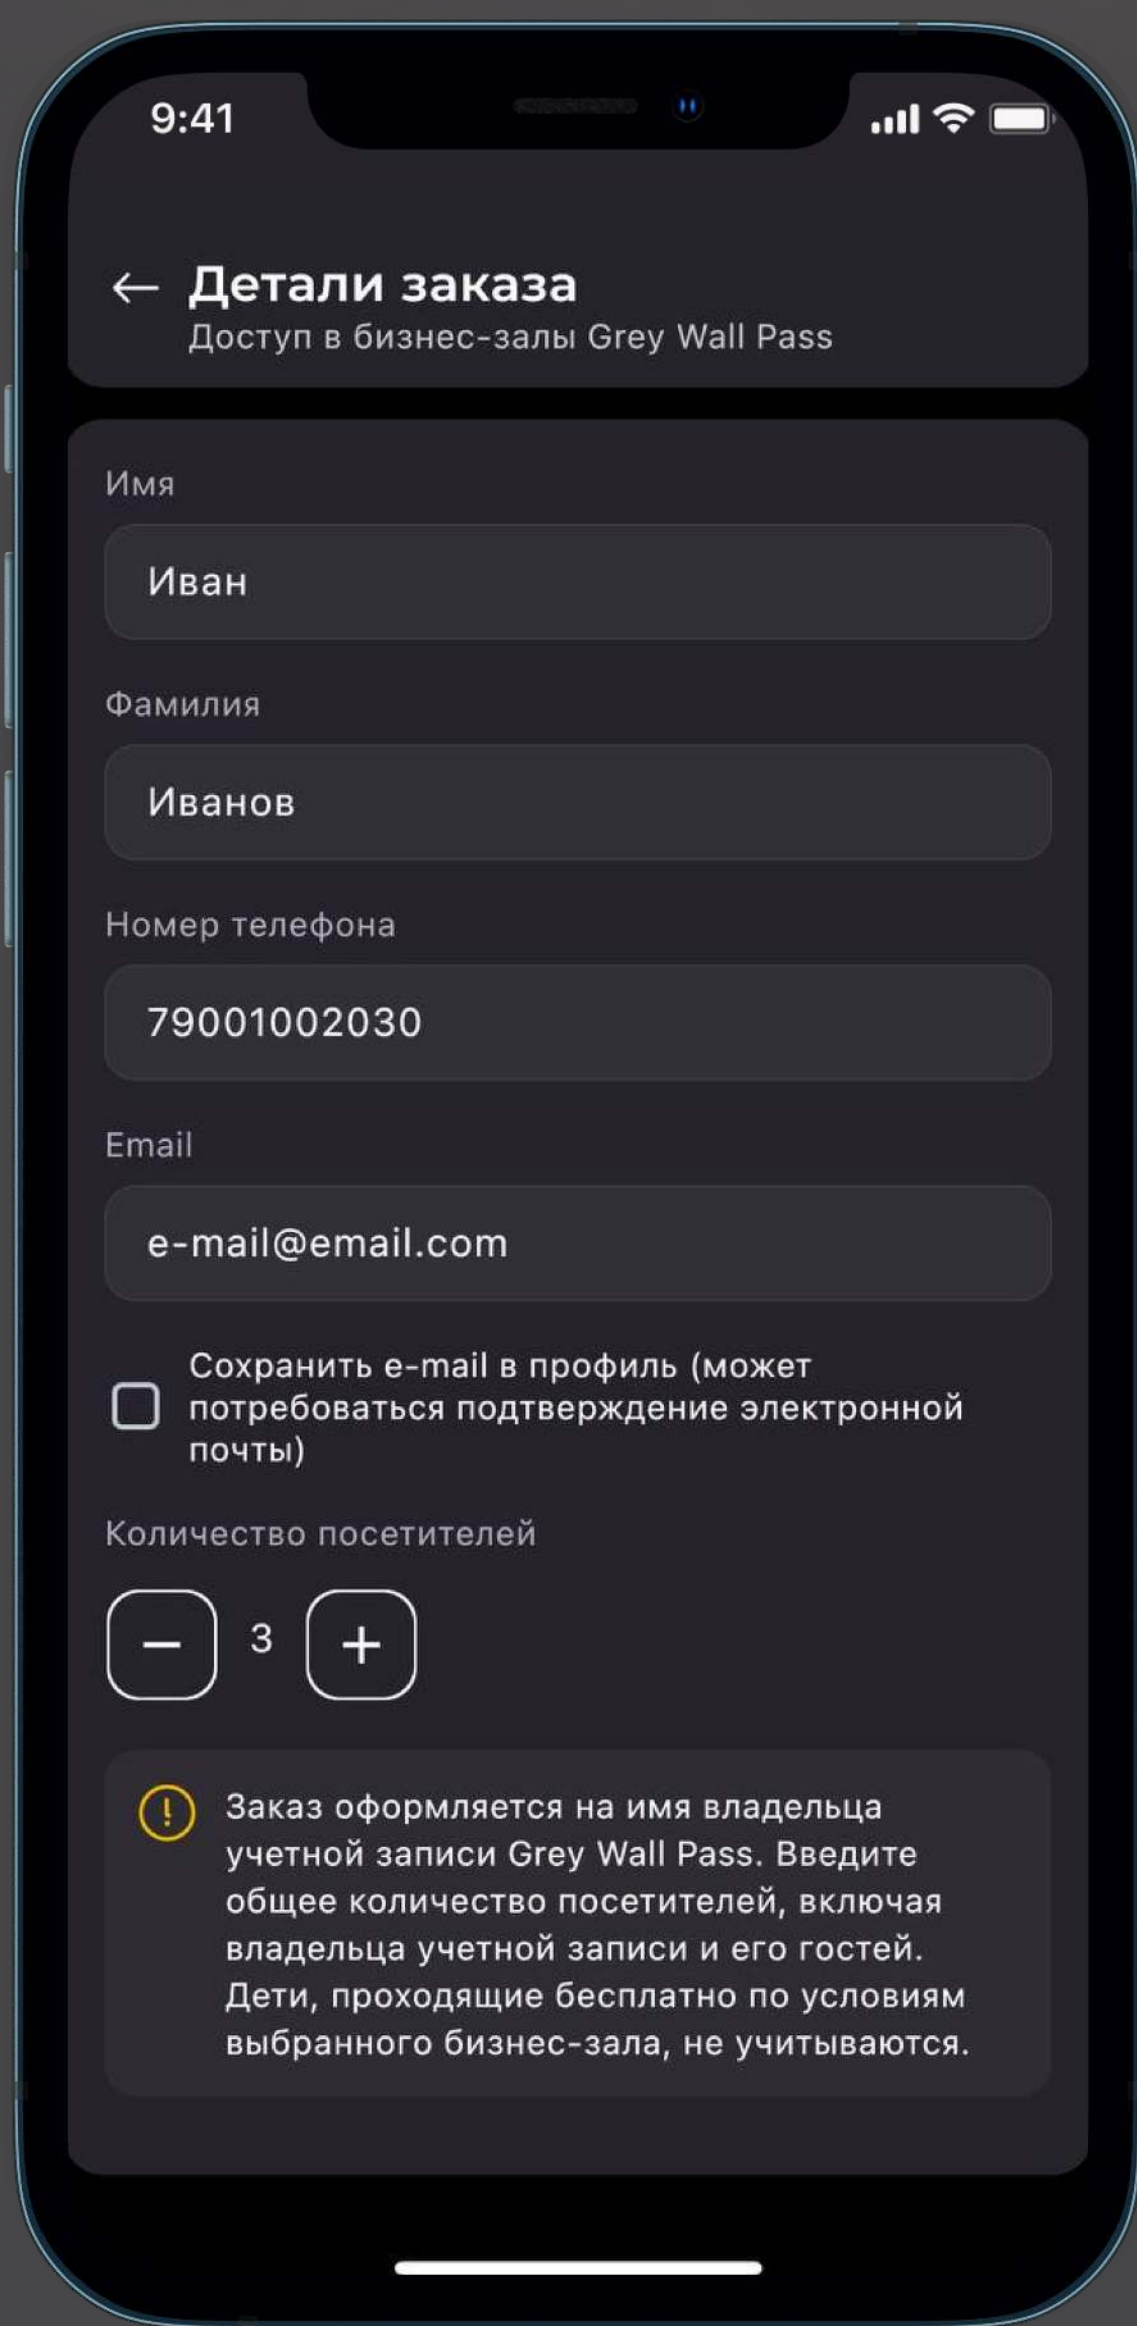 9:41
Детали заказа
Доступ в бизнес-залы Grey Wall Pass
Имя
Иван
Фамилия
Иванов
Номер телефона
79001002030
Email
e-mail@email.com
Сохранить e-mail в профиль (может
потребоваться подтверждение электронной
почты)
Количество посетителей
3
Заказ оформляется на имя владельца
учетной записи Grey Wall Pass. Введите
общее количество посетителей, включая
владельца учетной записи и его гостей.
Дети, проходящие бесплатно по условиям
выбранного бизнес-зала, не учитываются.